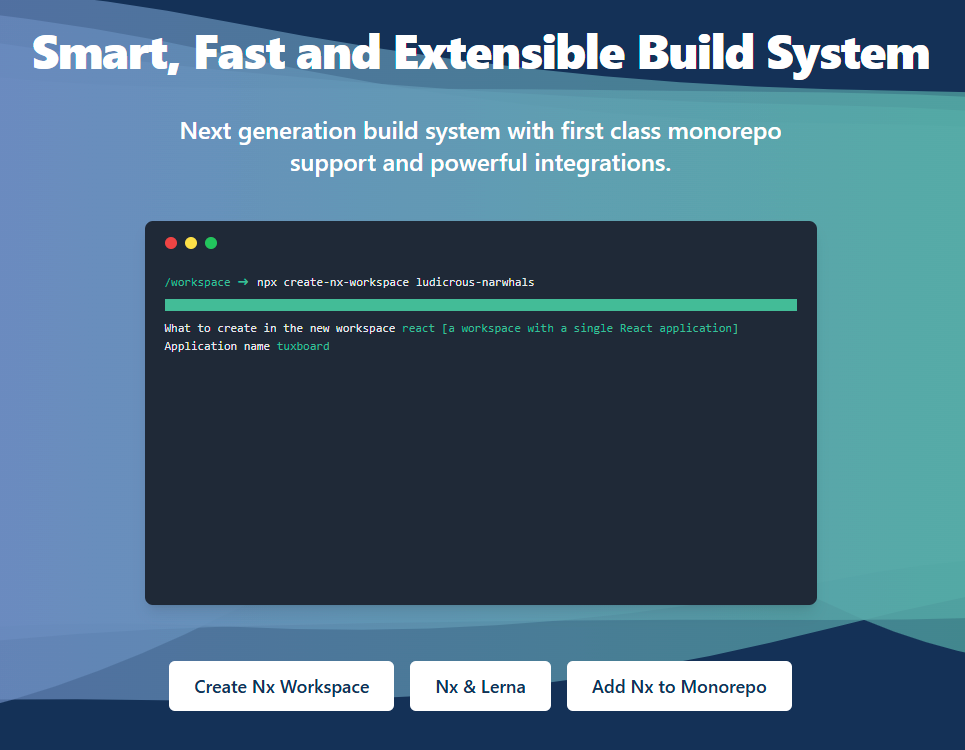 Smart, Fast and Extensible Build System
Next generation build system with first class monorepo
support and powerful integrations.
/workspace ➜ npx create-nx-workspace ludicrous-narwhals
What to create in the new workspace react [a workspace with a single React application]
Application name tuxboard
Create Nx Workspace
Nx & Lerna
Add Nx to Monorepo